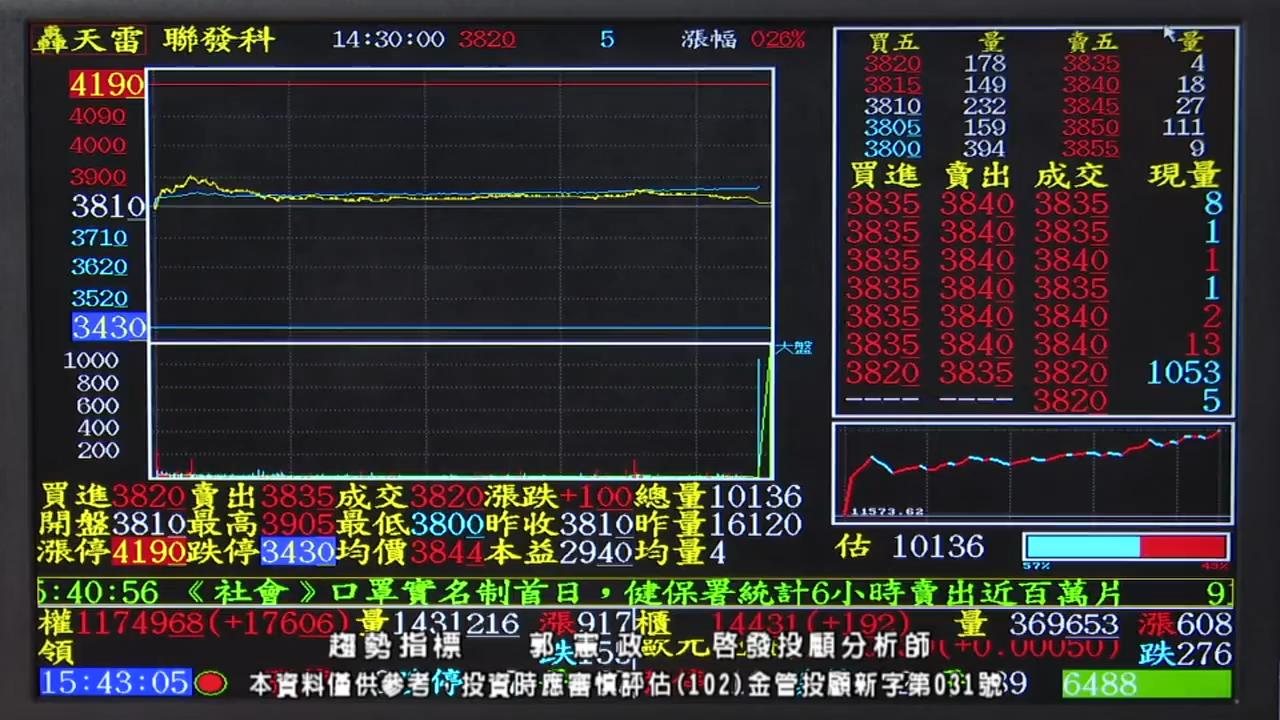 轟天雷 聯發科 14:30:00 3820 5 漲幅 026%
4190
4090
4000
3900
3810
3710
3620
3520
3430
1000
800
600
400
200
大盤
買五 量 賣五 量
3820 178 3835 4
3815 149 3840 18
3810 232 3845 27
3805 159 3850 111
3800 394 3855 9
買進 賣出 成交 現量
3835 3840 3835 8
3835 3840 3835 1
3835 3840 3840 1
3835 3840 3835 1
3835 3840 3840 2
3835 3840 3840 13
3820 3835 3820 1053
---- ---- 3820 5
11573.62
買進3820賣出3835成交3820漲跌+100總量10136
開盤3810最高3905最低3800昨收3810昨量16120
漲停4190跌停3430均價3844本益2940均量4
估 10136
57% 43%
5:40:56 《社會》口罩實名制首日，健保署統計6小時賣出近百萬片 91
權1174968(+17606)量1431216 漲917櫃 14431(+192) 量 369653 漲608
領 跌153歐元 (+0.00050) 跌276
趨勢指標 郭憲政 啓發投顧分析師
15:43:05 跌停 89 6488
本資料僅供參考，投資時應審慎評估(102)金管投顧新字第031號